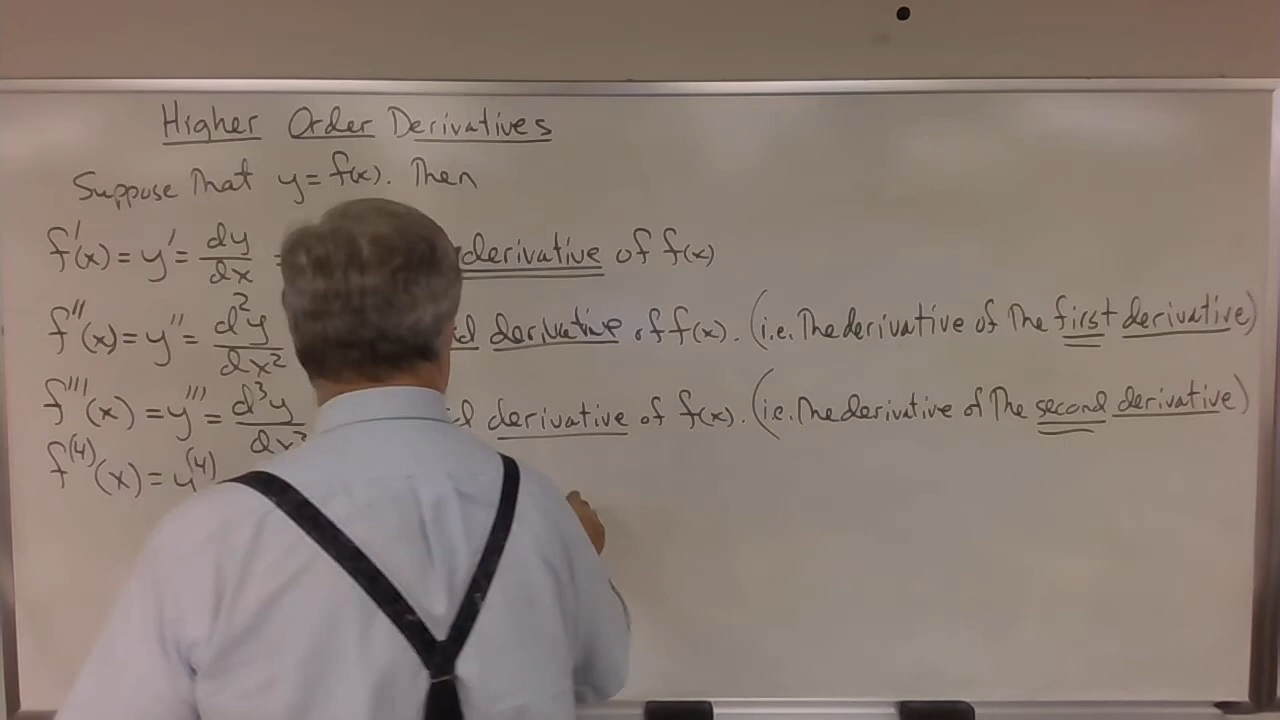 Higher Order Derivatives
Suppose That y = f(x). Then
f'(x) = y' = dy/dx = derivative of f(x)
f''(x) = y'' = d²y/dx² derivative of f(x). (i.e. The derivative of The first derivative)
f'''(x) = y''' = d³y/dx³ derivative of f(x). (i.e. The derivative of The second derivative)
f⁽⁴⁾(x) = y⁽⁴⁾